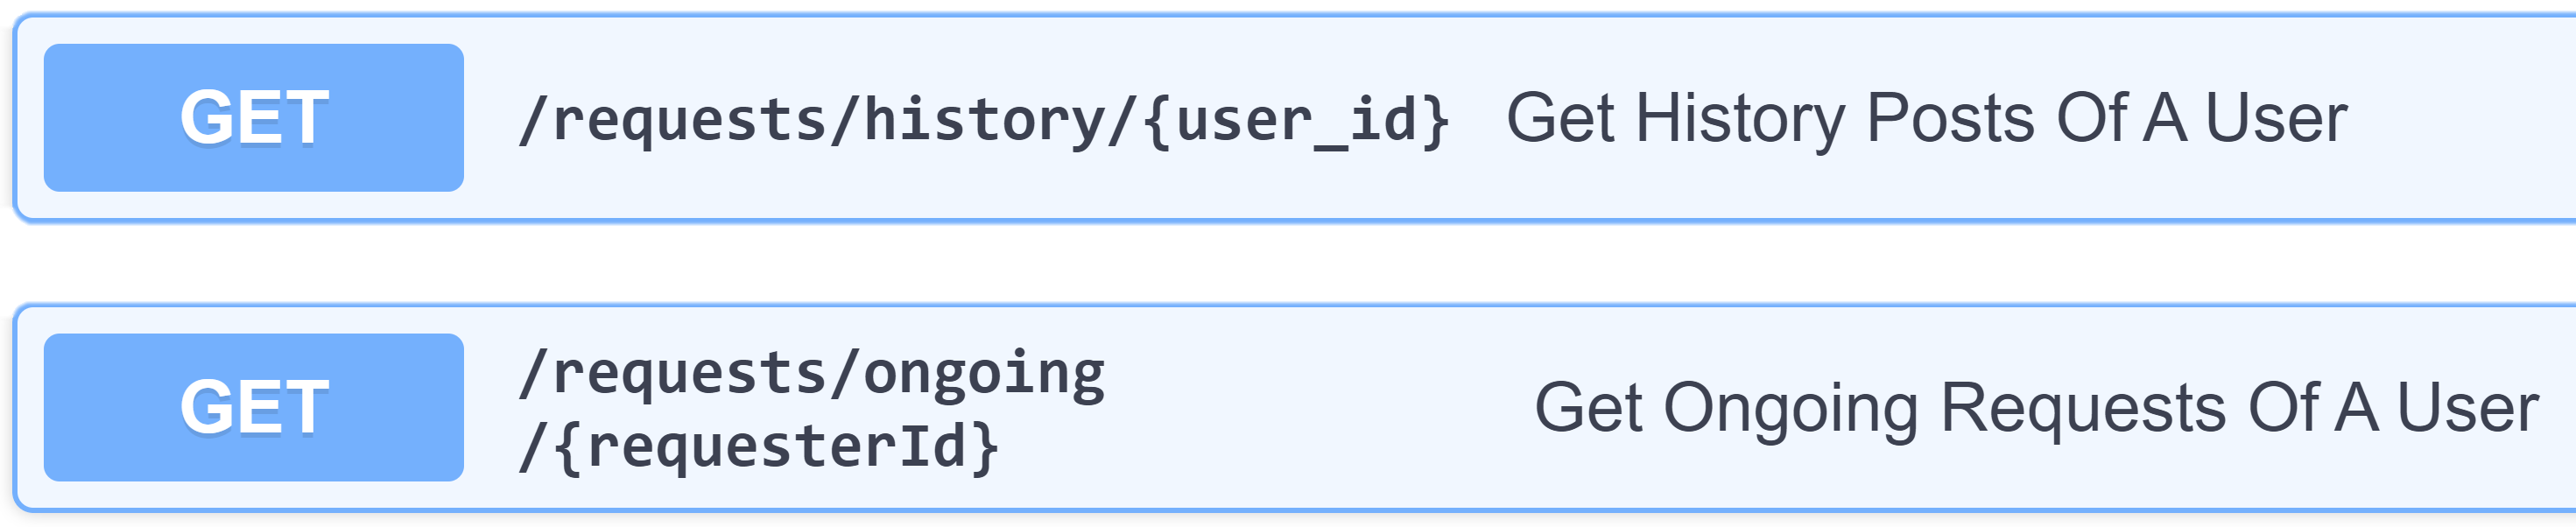 GET /requests/history/{user_id} Get History Posts Of A User
GET /requests/ongoing
/{requesterId} Get Ongoing Requests Of A User